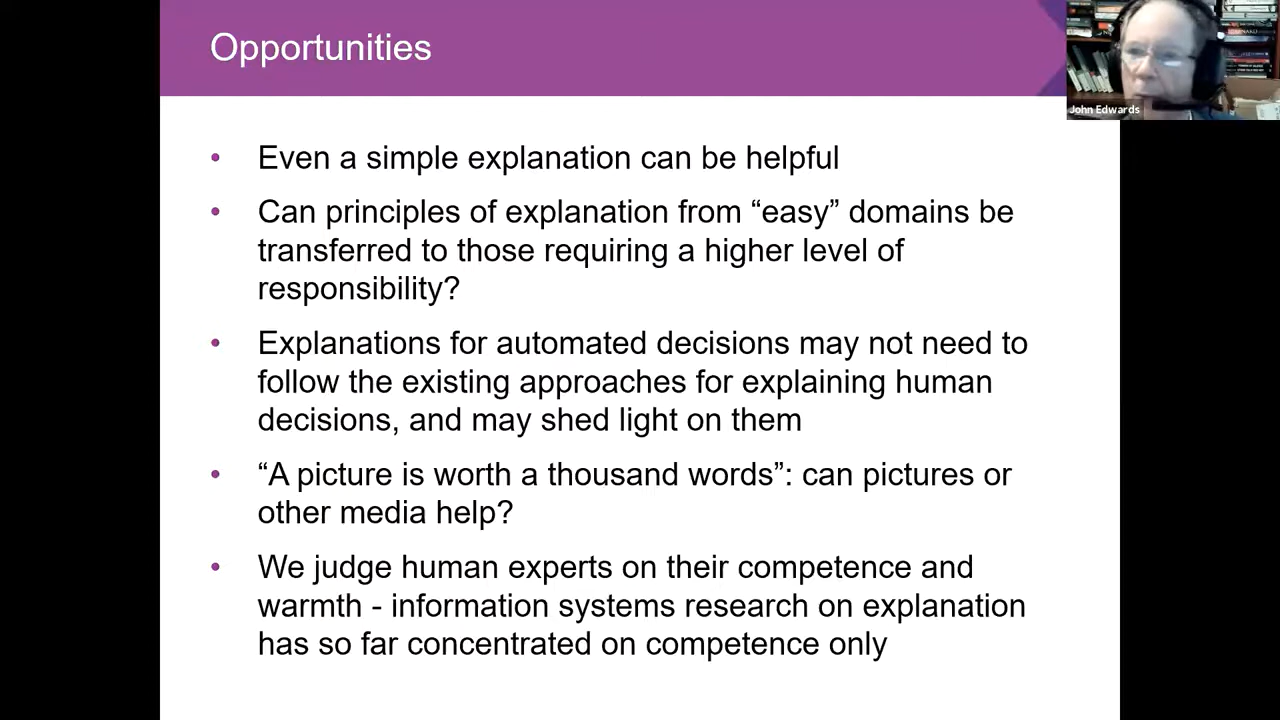 Opportunities
John Edwards
• Even a simple explanation can be helpful
• Can principles of explanation from “easy” domains be
transferred to those requiring a higher level of
responsibility?
• Explanations for automated decisions may not need to
follow the existing approaches for explaining human
decisions, and may shed light on them
• “A picture is worth a thousand words”: can pictures or
other media help?
• We judge human experts on their competence and
warmth - information systems research on explanation
has so far concentrated on competence only